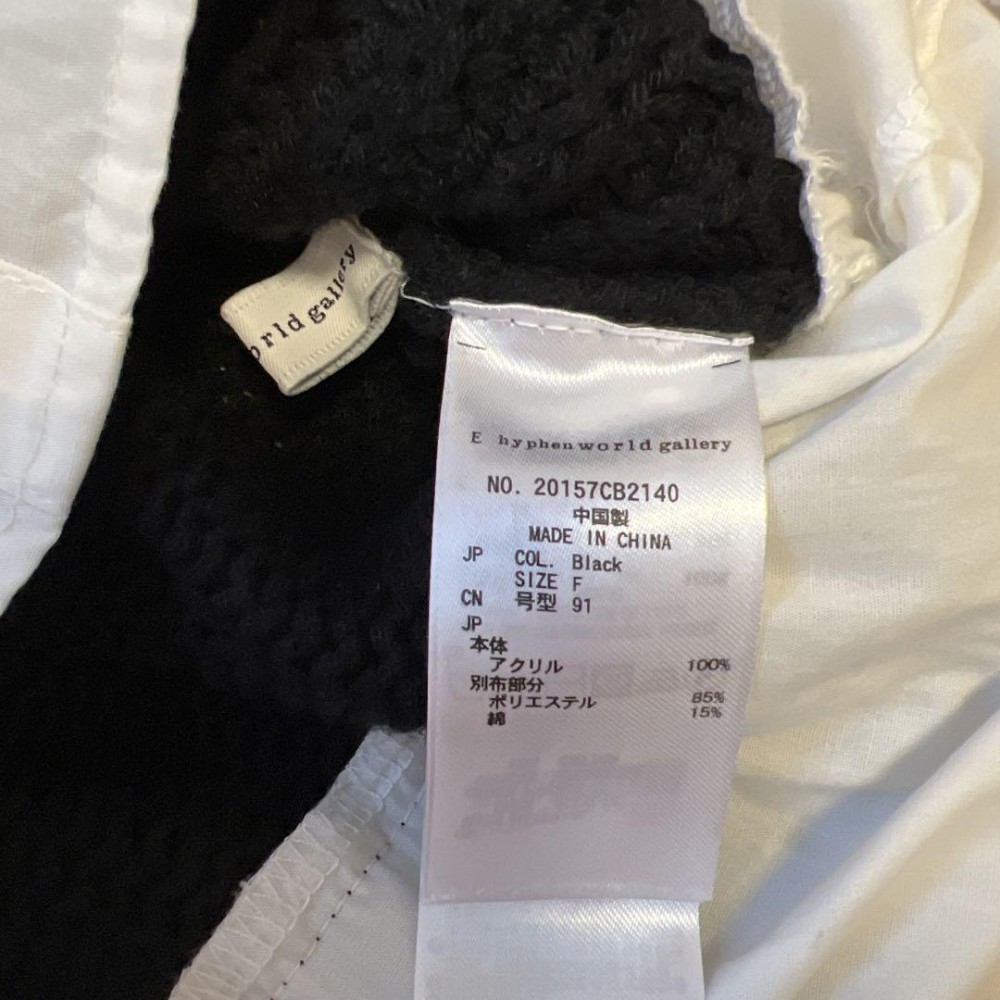 orld gallery
E hyphen world gallery
NO. 20157CB2140
中国製
MADE IN CHINA
JP COL. Black
SIZE F
CN 号型 91
JP
本体
アクリル 100%
別布部分
ポリエステル 85%
綿 15%